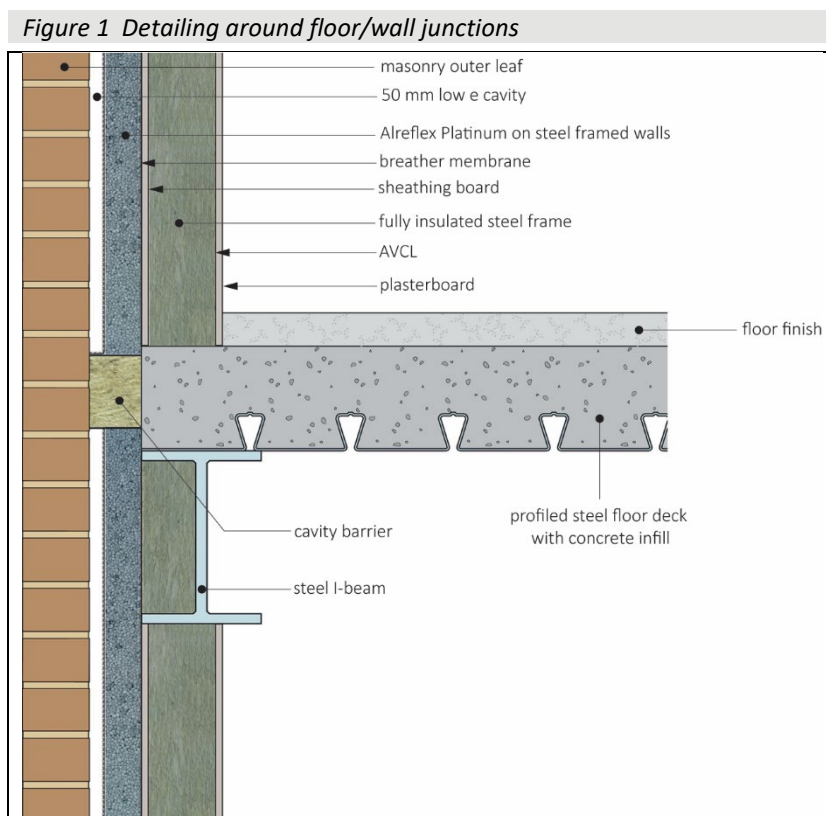 Figure 1 Detailing around floor/wall junctions
masonry outer leaf
50 mm low e cavity
Alreflex Platinum on steel framed walls
breather membrane
sheathing board
fully insulated steel frame
AVCL
plasterboard
floor finish
profiled steel floor deck
with concrete infill
cavity barrier
steel I-beam